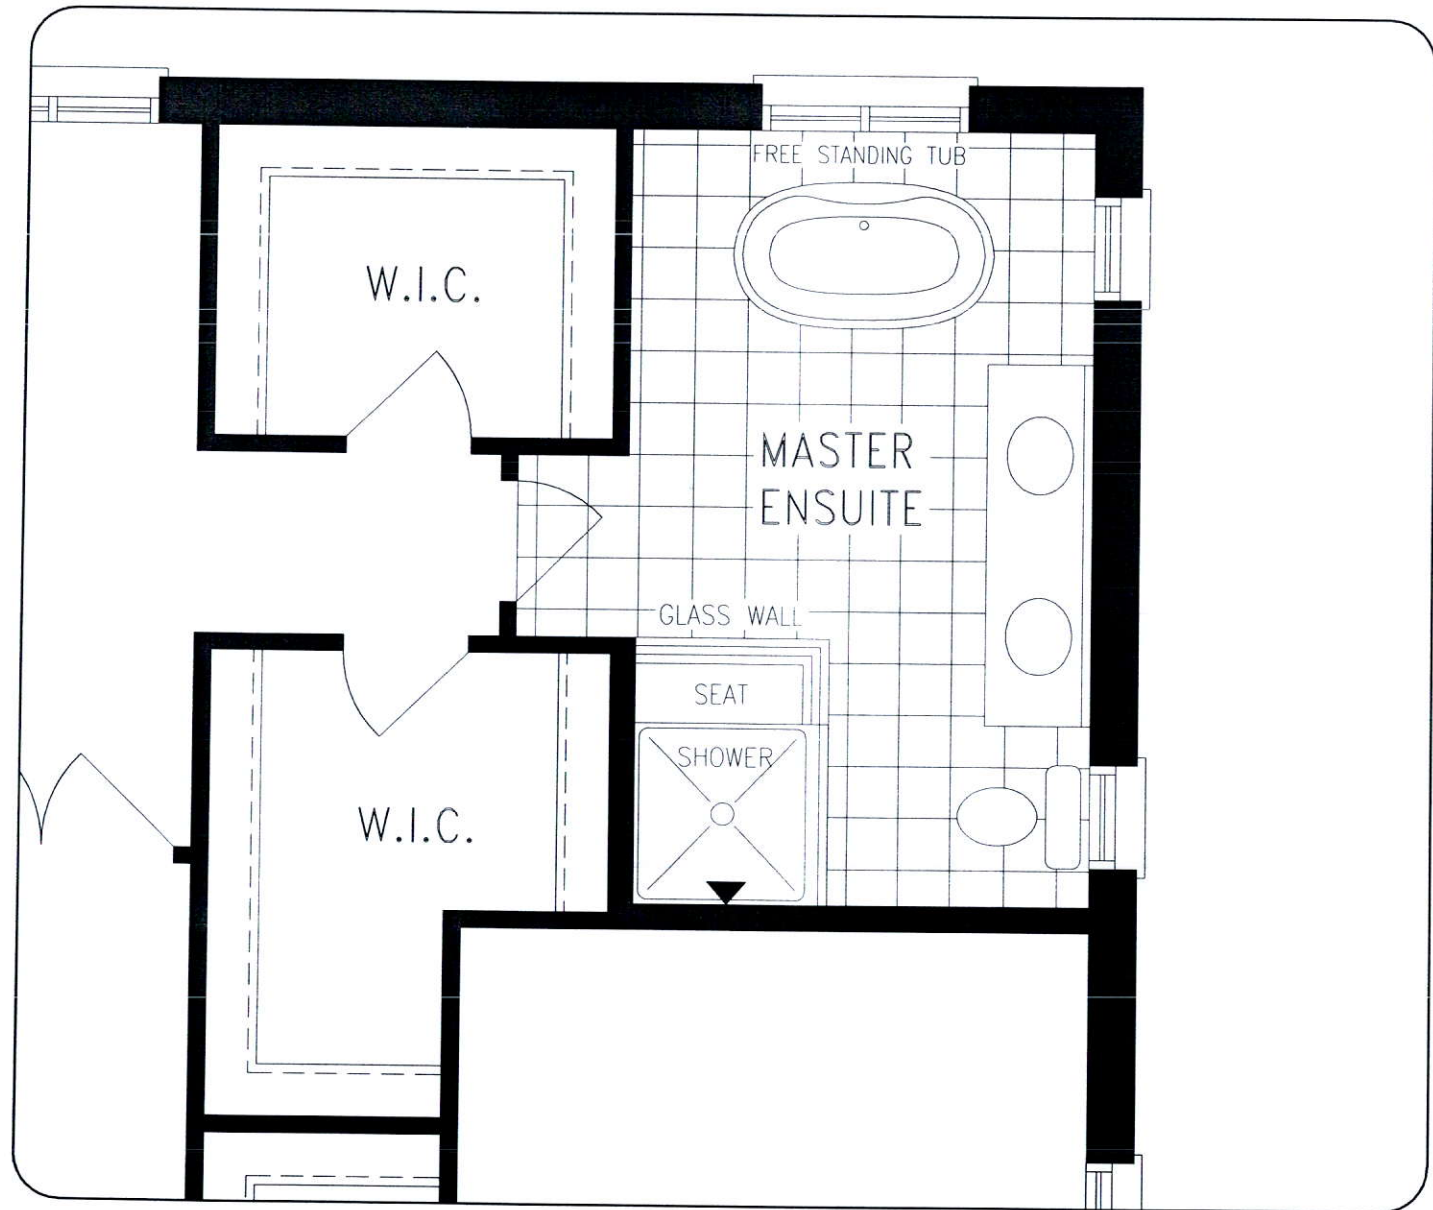 FREE STANDING TUB
W.I.C.
MASTER
ENSUITE
GLASS WALL
SEAT
SHOWER
W.I.C.